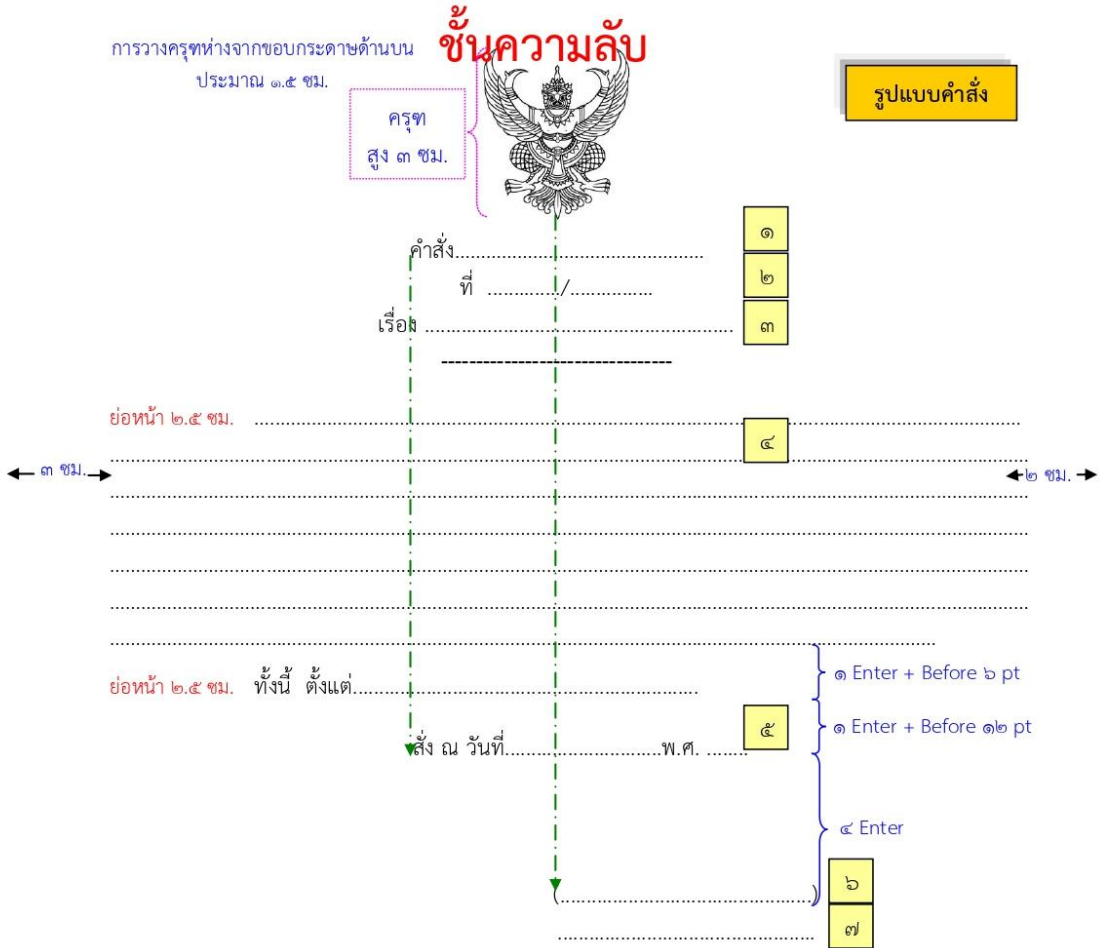 ชั้นความลับ
การวางครุฑห่างจากขอบกระดาษด้านบน
ประมาณ ๑.๕ ซม.
รูปแบบคำสั่ง
ครุฑ
สูง ๓ ซม.
คำสั่ง................................................ ๑
ที่ ............../................ ๒
เรื่อง ........................................................... ๓
---------------------------------
ย่อหน้า ๒.๕ ซม. ....................................................................................
๔
๓ ซม.
๒ ซม.
ย่อหน้า ๒.๕ ซม. ทั้งนี้ ตั้งแต่.................................................................. ๑ Enter + Before ๖ pt
๕ ๑ Enter + Before ๑๒ pt
สั่ง ณ วันที่..............................พ.ศ. ........
๔ Enter
(................................................) ๖
................................................. ๗